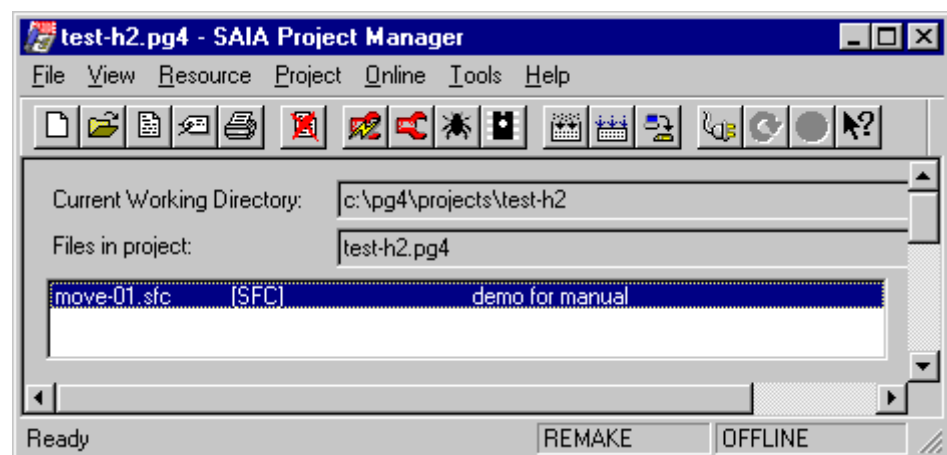 test-h2.pg4 - SAIA Project Manager
File View Resource Project Online Tools Help
Current Working Directory: c:\pg4\projects\test-h2
Files in project: test-h2.pg4
move-01.sfc [SFC] demo for manual
Ready REMAKE OFFLINE